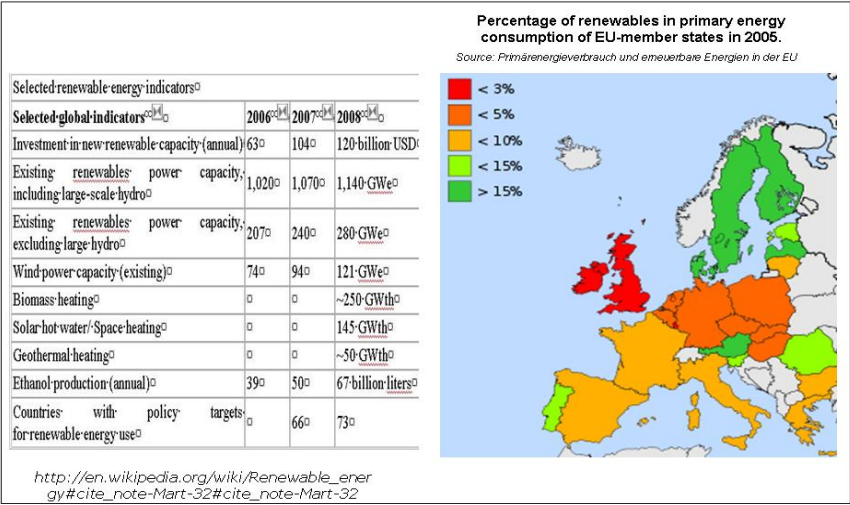 Selected renewable energy indicators¤
Selected global indicators¤ 2006¤ 2007¤ 2008¤
Investment in new renewable capacity (annual) 63¤ 104¤ 120 billion USD¤
Existing renewables power capacity,
including large-scale hydro¤ 1,020¤ 1,070¤ 1,140 GWe¤
Existing renewables power capacity,
excluding large hydro¤ 207¤ 240¤ 280 GWe¤
Wind power capacity (existing)¤ 74¤ 94¤ 121 GWe¤
Biomass heating¤ ¤ ¤ ~250 GWth¤
Solar hot water/ Space heating¤ ¤ ¤ 145 GWth¤
Geothermal heating¤ ¤ ¤ ~50 GWth¤
Ethanol production (annual)¤ 39¤ 50¤ 67 billion liters¤
Countries with policy targets
for renewable energy use¤ ¤ 66¤ 73¤
http://en.wikipedia.org/wiki/Renewable_ener
gy#cite_note-Mart-32#cite_note-Mart-32
Percentage of renewables in primary energy
consumption of EU-member states in 2005.
Source: Primärenergieverbrauch und erneuerbare Energien in der EU
< 3%
< 5%
< 10%
< 15%
> 15%